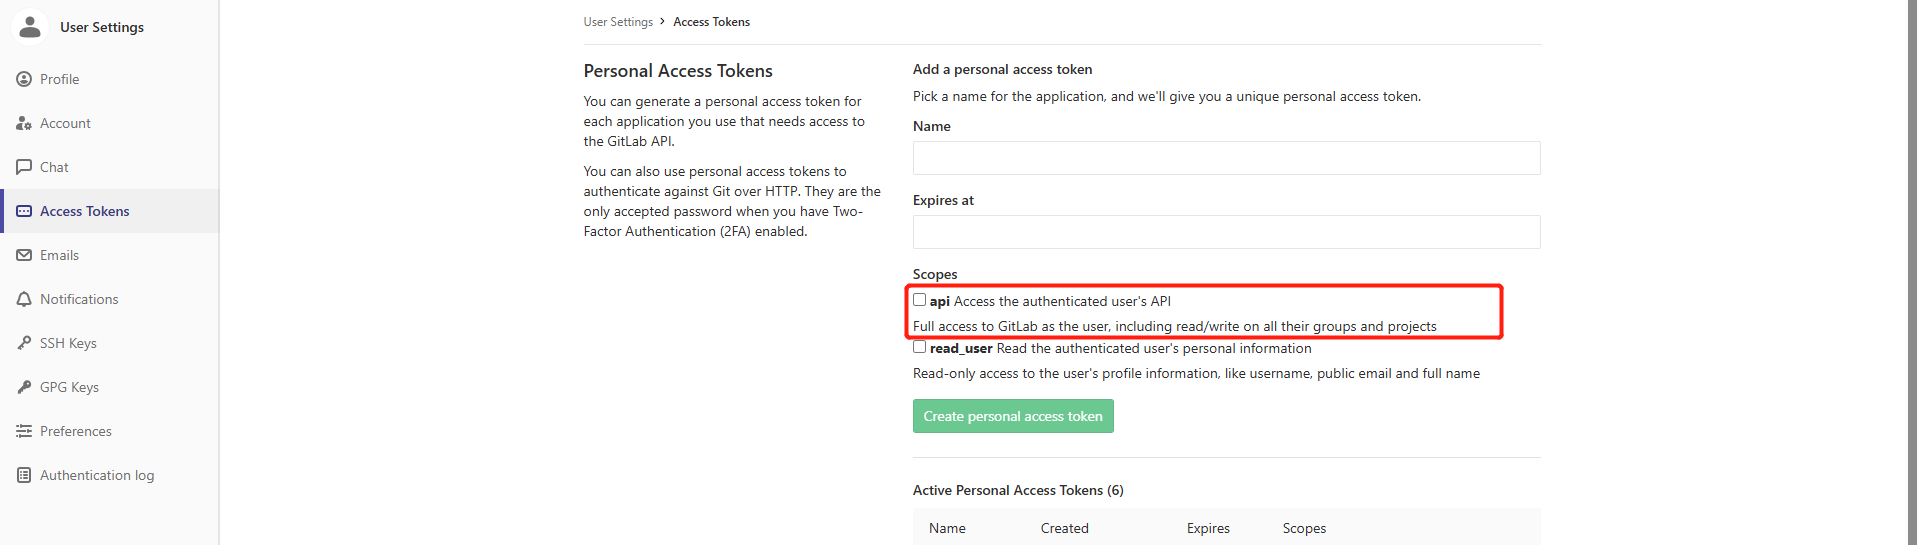 User Settings
Profile
Account
Chat
Access Tokens
Emails
Notifications
SSH Keys
GPG Keys
Preferences
Authentication log
User Settings > Access Tokens
Personal Access Tokens
You can generate a personal access token for
each application you use that needs access to
the GitLab API.
You can also use personal access tokens to
authenticate against Git over HTTP. They are the
only accepted password when you have Two-
Factor Authentication (2FA) enabled.
Add a personal access token
Pick a name for the application, and we'll give you a unique personal access token.
Name
Expires at
Scopes
api Access the authenticated user's API
Full access to GitLab as the user, including read/write on all their groups and projects
read_user Read the authenticated user's personal information
Read-only access to the user's profile information, like username, public email and full name
Create personal access token
Active Personal Access Tokens (6)
Name Created Expires Scopes